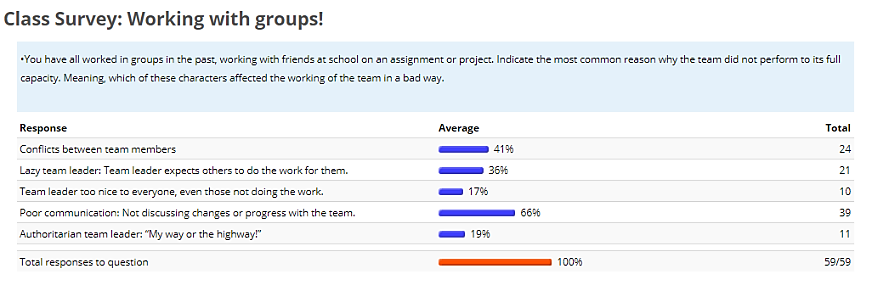 Class Survey: Working with groups!
•You have all worked in groups in the past, working with friends at school on an assignment or project. Indicate the most common reason why the team did not perform to its full
capacity. Meaning, which of these characters affected the working of the team in a bad way.
Response Average Total
Conflicts between team members 41% 24
Lazy team leader: Team leader expects others to do the work for them. 36% 21
Team leader too nice to everyone, even those not doing the work. 17% 10
Poor communication: Not discussing changes or progress with the team. 66% 39
Authoritarian team leader: “My way or the highway!” 19% 11
Total responses to question 100% 59/59